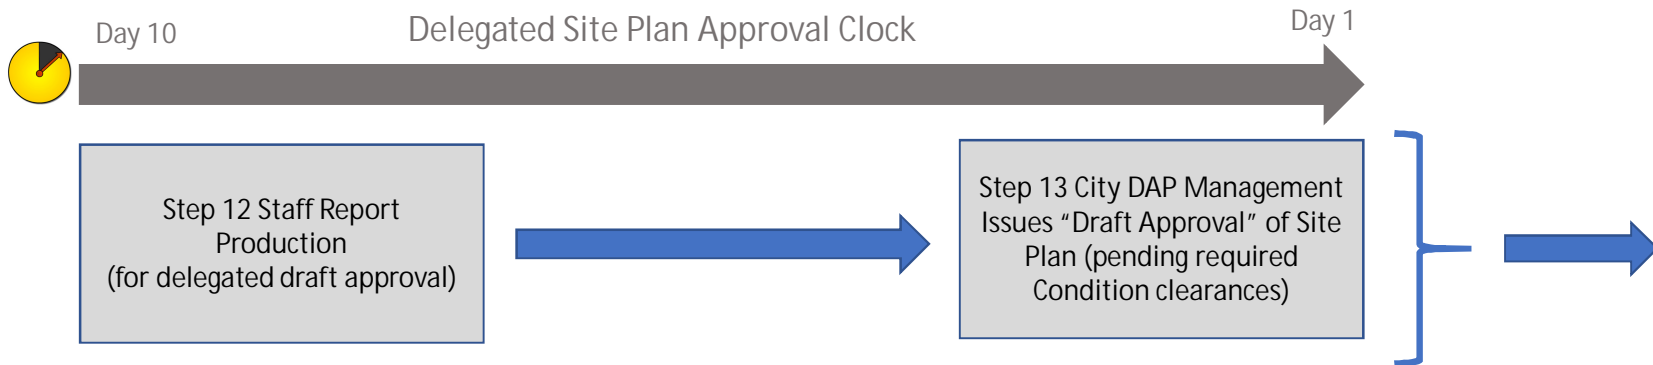 Day 10
Delegated Site Plan Approval Clock
Day 1
Step 12 Staff Report
Production
(for delegated draft approval)
Step 13 City DAP Management
Issues “Draft Approval” of Site
Plan (pending required
Condition clearances)